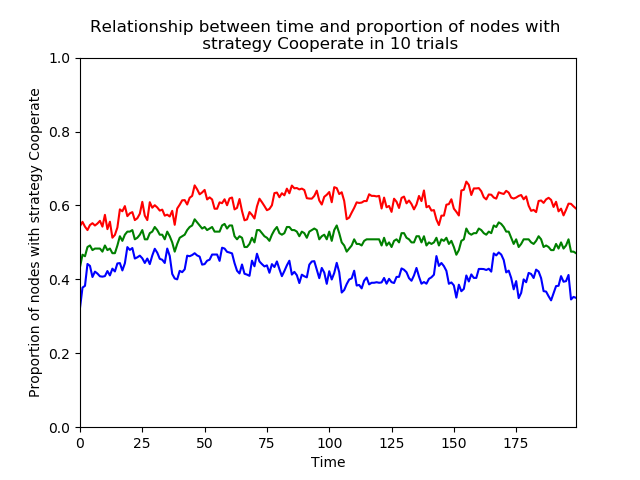 Relationship between time and proportion of nodes with
strategy Cooperate in 10 trials
Proportion of nodes with strategy Cooperate
1.0
0.8
0.6
0.4
0.2
0.0
0 25 50 75 100 125 150 175
Time